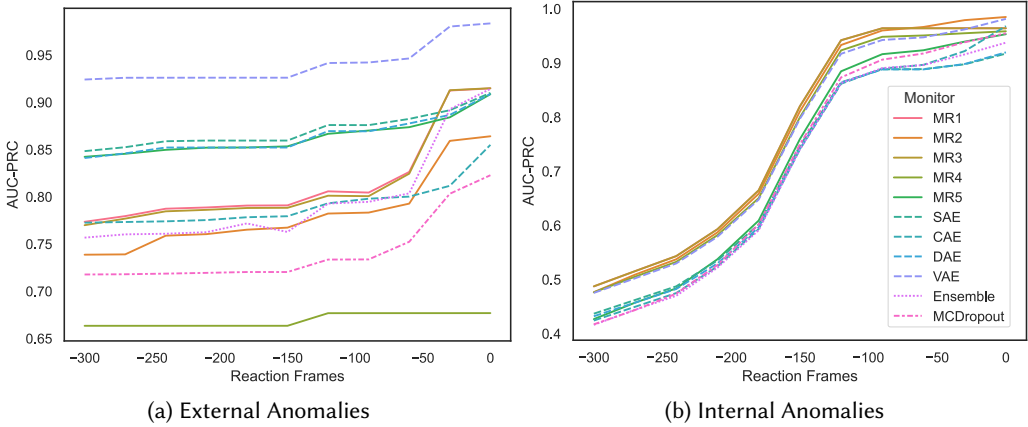 AUC-PRC
0.95
0.90
0.85
0.80
0.75
0.70
0.65
−300 −250 −200 −150 −100 −50 0
Reaction Frames
(a) External Anomalies
AUC-PRC
1.0
0.9
0.8
0.7
0.6
0.5
0.4
−300 −250 −200 −150 −100 −50 0
Reaction Frames
Monitor
MR1
MR2
MR3
MR4
MR5
SAE
CAE
DAE
VAE
Ensemble
MCDropout
(b) Internal Anomalies